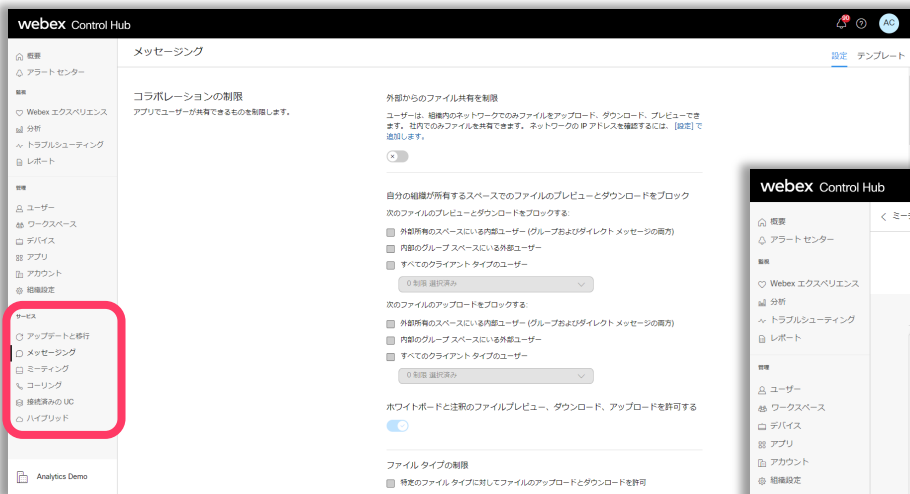 webex Control Hub
90
AC
概要
アラート センター
監視
Webex エクスペリエンス
分析
トラブルシューティング
レポート
管理
ユーザー
ワークスペース
デバイス
アプリ
アカウント
組織設定
サービス
アップデートと移行
メッセージング
ミーティング
コーリング
接続済みの UC
ハイブリッド
Analytics Demo
メッセージング
設定 テンプレート
コラボレーションの制限
アプリでユーザーが共有できるものを制限します。
外部からのファイル共有を制限
ユーザーは、組織内のネットワークでのみファイルをアップロード、ダウンロード、プレビューでき
ます。 社内でのみファイルを共有できます。 ネットワークの IP アドレスを確認するには、 [設定] で
追加します。
自分の組織が所有するスペースでのファイルのプレビューとダウンロードをブロック
次のファイルのプレビューとダウンロードをブロックする:
外部所有のスペースにいる内部ユーザー (グループおよびダイレクト メッセージの両方)
内部のグループ スペースにいる外部ユーザー
すべてのクライアント タイプのユーザー
0 制限 選択済み
次のファイルのアップロードをブロックする:
外部所有のスペースにいる内部ユーザー (グループおよびダイレクト メッセージの両方)
内部のグループ スペースにいる外部ユーザー
すべてのクライアント タイプのユーザー
0 制限 選択済み
ホワイトボードと注釈のファイルプレビュー、ダウンロード、アップロードを許可する
ファイル タイプの制限
特定のファイル タイプに対してファイルのアップロードとダウンロードを許可
webex Control Hub
概要
アラート センター
監視
Webex エクスペリエンス
分析
トラブルシューティング
レポート
管理
ユーザー
ワークスペース
デバイス
アプリ
アカウント
組織設定